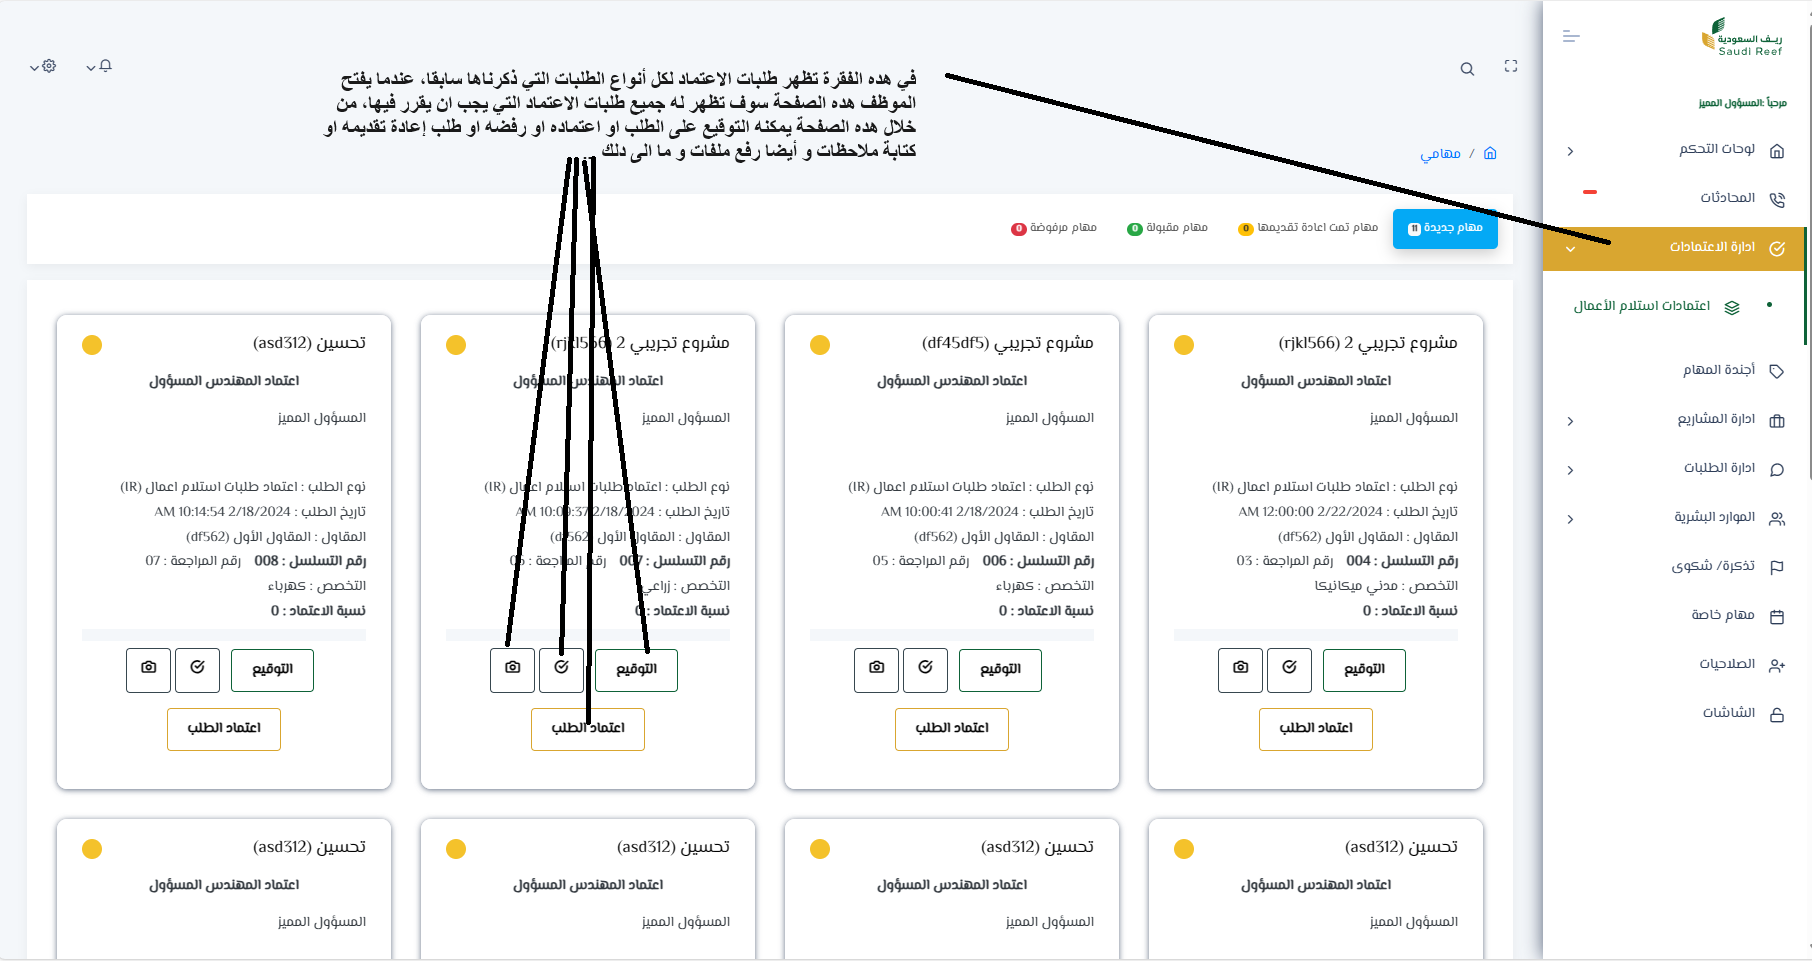 ريـف السعودية
Saudi Reef
مرحباً :المسؤول المميز
لوحات التحكم
المحادثات
ادارة الاعتمادات
اعتمادات استلام الأعمال
أجندة المهام
ادارة المشاريع
ادارة الطلبات
الموارد البشرية
تذكرة/ شكوى
مهام خاصة
الصلاحيات
الشاشات
في هده الفقرة تظهر طلبات الاعتماد لكل أنواع الطلبات التي ذكرناها سابقا، عندما يفتح
الموظف هده الصفحة سوف تظهر له جميع طلبات الاعتماد التي يجب ان يقرر فيها، من
خلال هده الصفحة يمكنه التوقيع على الطلب او اعتماده او رفضه او طلب إعادة تقديمه او
كتابة ملاحظات و أيضا رفع ملفات و ما الى دلك
/ مهامي
مهام جديدة 11
مهام تمت اعادة تقديمها 0
مهام مقبولة 0
مهام مرفوضة 0
مشروع تجريبي 2 (rjkl566)
اعتماد المهندس المسؤول
المسؤول المميز
نوع الطلب : اعتماد طلبات استلام اعمال (IR)
تاريخ الطلب : 2/22/2024 12:00:00 AM
المقاول : المقاول الأول (df562)
رقم التسلسل : 004 رقم المراجعة : 03
التخصص : مدني ميكانيكا
نسبة الاعتماد : 0
التوقيع
اعتماد الطلب
مشروع تجريبي (df45df5)
اعتماد المهندس المسؤول
المسؤول المميز
نوع الطلب : اعتماد طلبات استلام اعمال (IR)
تاريخ الطلب : 2/18/2024 10:00:41 AM
المقاول : المقاول الأول (df562)
رقم التسلسل : 006 رقم المراجعة : 05
التخصص : كهرباء
نسبة الاعتماد : 0
التوقيع
اعتماد الطلب
مشروع تجريبي 2 (rjkl566)
اعتماد المهندس المسؤول
المسؤول المميز
نوع الطلب : اعتماد طلبات استلام اعمال (IR)
تاريخ الطلب : 2/18/2024 10:09:37 AM
المقاول : المقاول الأول (df562)
رقم التسلسل : 007 رقم المراجعة :
التخصص : زراعي
نسبة الاعتماد : 0
التوقيع
اعتماد الطلب
تحسين (asd312)
اعتماد المهندس المسؤول
المسؤول المميز
نوع الطلب : اعتماد طلبات استلام اعمال (IR)
تاريخ الطلب : 2/18/2024 10:14:54 AM
المقاول : المقاول الأول (df562)
رقم التسلسل : 008 رقم المراجعة : 07
التخصص : كهرباء
نسبة الاعتماد : 0
التوقيع
اعتماد الطلب
تحسين (asd312)
اعتماد المهندس المسؤول
المسؤول المميز
تحسين (asd312)
اعتماد المهندس المسؤول
المسؤول المميز
تحسين (asd312)
اعتماد المهندس المسؤول
المسؤول المميز
تحسين (asd312)
اعتماد المهندس المسؤول
المسؤول المميز